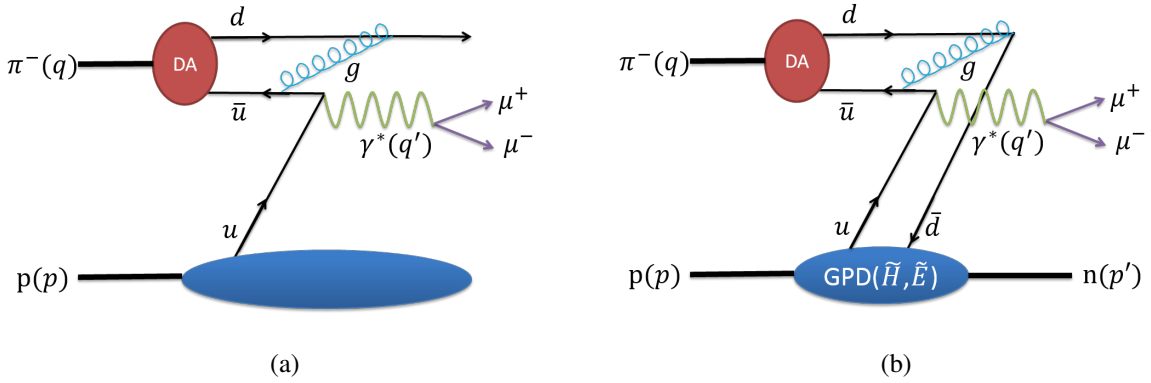 d
π⁻(q)
DA
g
ū
μ⁺
μ⁻
γ*(q′)
u
p(p)
(a)
d
π⁻(q)
DA
g
ū
μ⁺
μ⁻
γ*(q′)
u
d̄
p(p)
GPD(H̃,Ẽ)
n(p′)
(b)